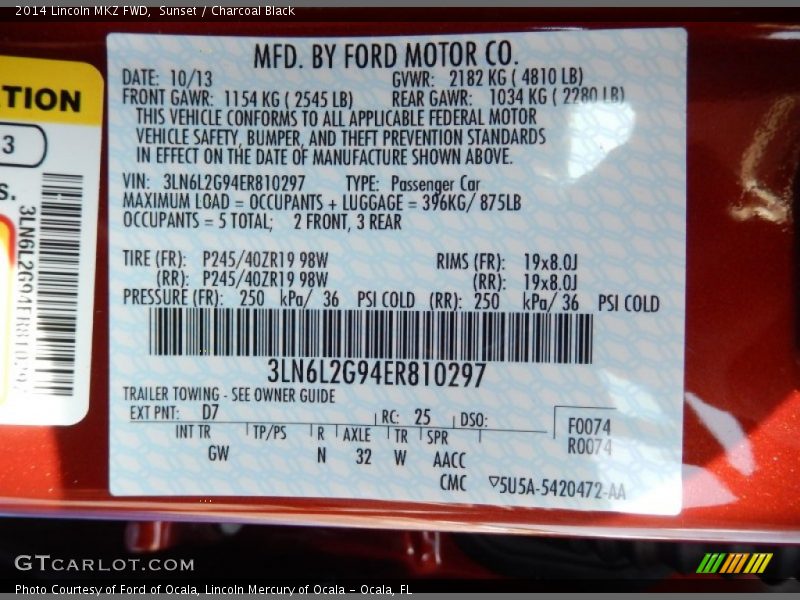 2014 Lincoln MKZ FWD,  Sunset / Charcoal Black
MFD. BY FORD MOTOR CO.
DATE: 10/13 GVWR: 2182 KG ( 4810 LB)
FRONT GAWR: 1154 KG ( 2545 LB) REAR GAWR: 1034 KG ( 2280 LB)
THIS VEHICLE CONFORMS TO ALL APPLICABLE FEDERAL MOTOR
VEHICLE SAFETY, BUMPER, AND THEFT PREVENTION STANDARDS
IN EFFECT ON THE DATE OF MANUFACTURE SHOWN ABOVE.
VIN: 3LN6L2G94ER810297 TYPE: Passenger Car
MAXIMUM LOAD = OCCUPANTS + LUGGAGE = 396KG/ 875LB
OCCUPANTS = 5 TOTAL; 2 FRONT, 3 REAR
TIRE (FR): P245/40ZR19 98W RIMS (FR): 19x8.0J
(RR): P245/40ZR19 98W (RR): 19x8.0J
PRESSURE (FR): 250 kPa/ 36 PSI COLD (RR): 250 kPa/ 36 PSI COLD
3LN6L2G94ER810297
TRAILER TOWING - SEE OWNER GUIDE
EXT PNT: D7 RC: 25 DSO: F0074
INT TR TP/PS R AXLE TR SPR R0074
GW N 32 W AACC
CMC ▽5U5A-5420472-AA
TION
3
S.
3LN6L2G94ER810297
GTCARLOT.COM
Photo Courtesy of Ford of Ocala, Lincoln Mercury of Ocala - Ocala, FL